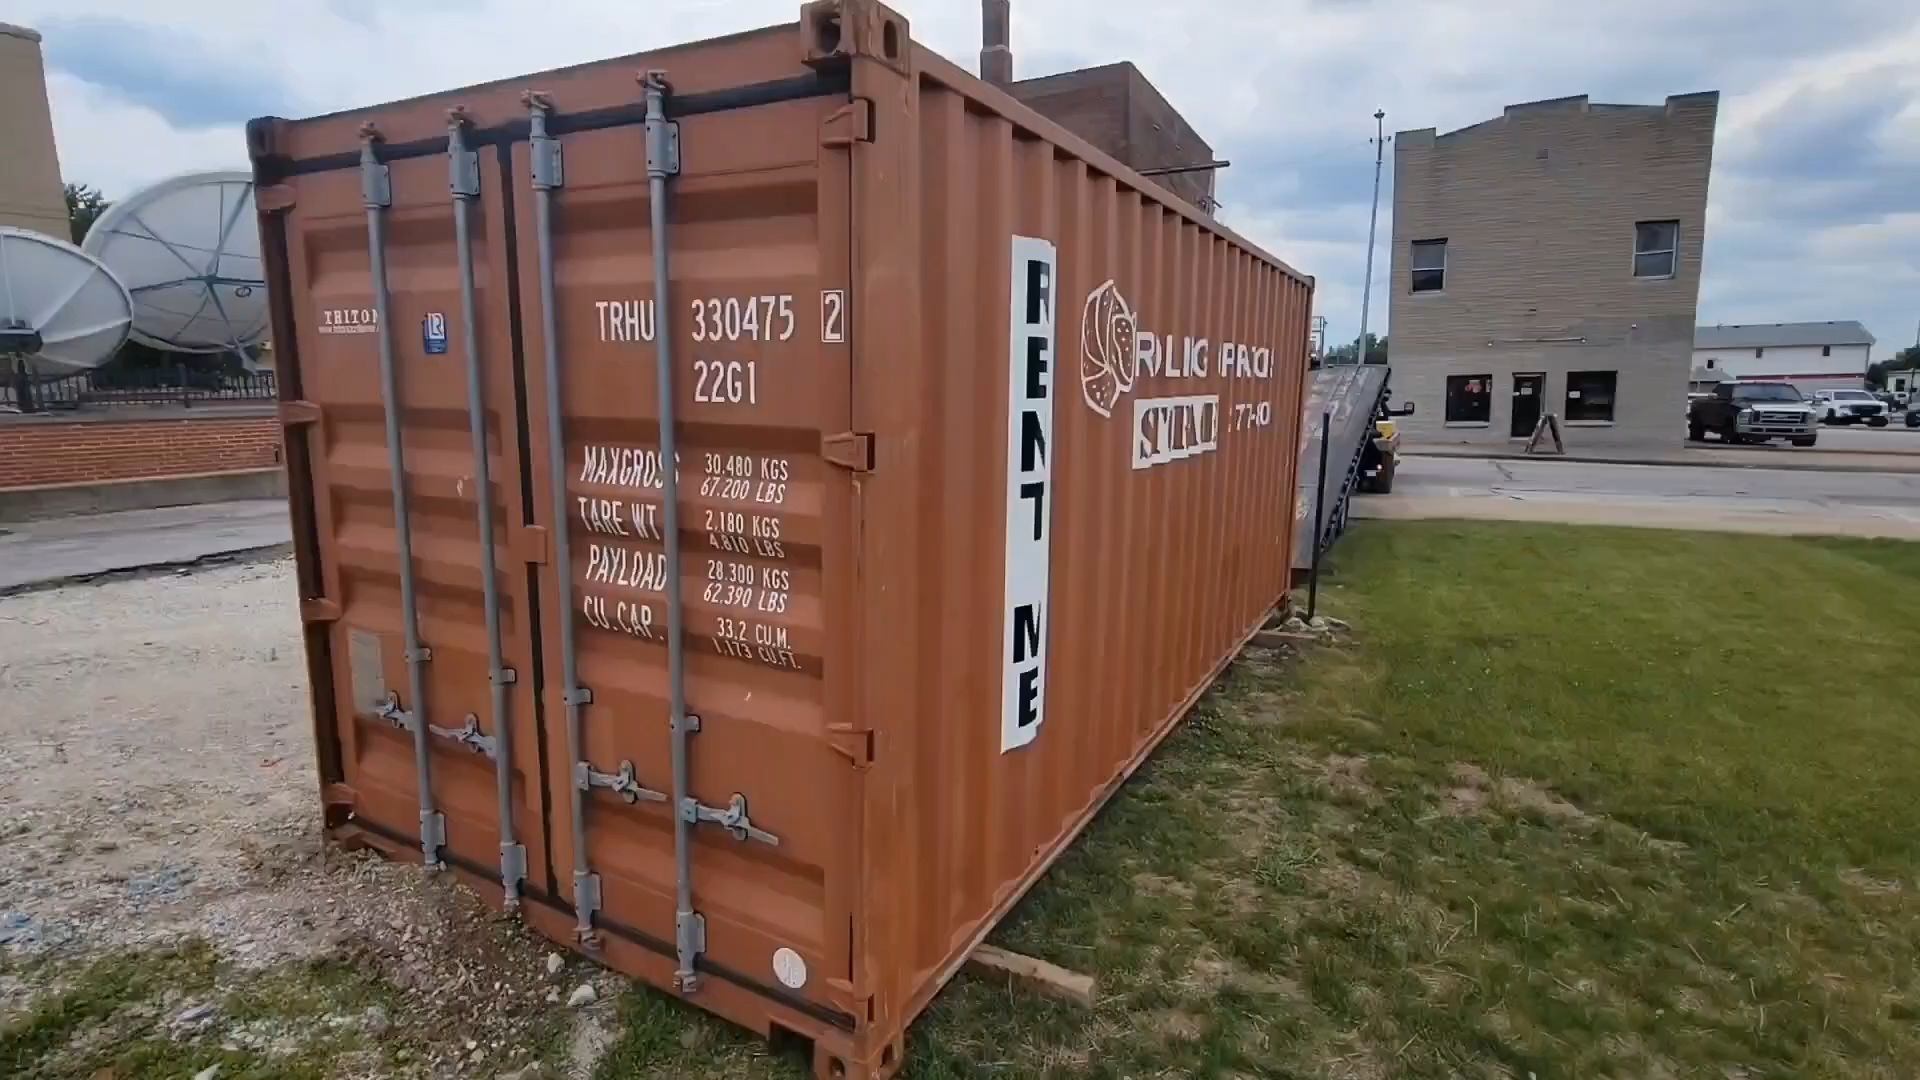 TRITON
TRHU 330475 2
22G1
MAXGROSS 30.480 KGS
67.200 LBS
TARE WT 2.180 KGS
4.810 LBS
PAYLOAD 28.300 KGS
62.390 LBS
CU.CAP. 33.2 CU.M.
1,173 CU.FT.
RENT ME